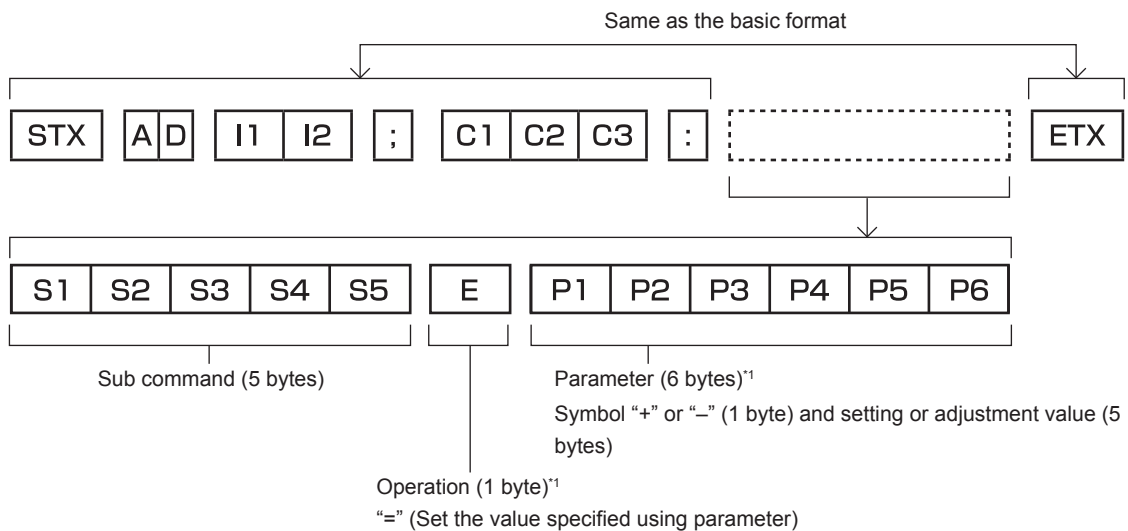 Same as the basic format
STX A D I1 I2 ; C1 C2 C3 : ETX
S1 S2 S3 S4 S5 E P1 P2 P3 P4 P5 P6
Sub command (5 bytes)
Parameter (6 bytes)*1
Symbol “+” or “–” (1 byte) and setting or adjustment value (5
bytes)
Operation (1 byte)*1
“=” (Set the value specified using parameter)